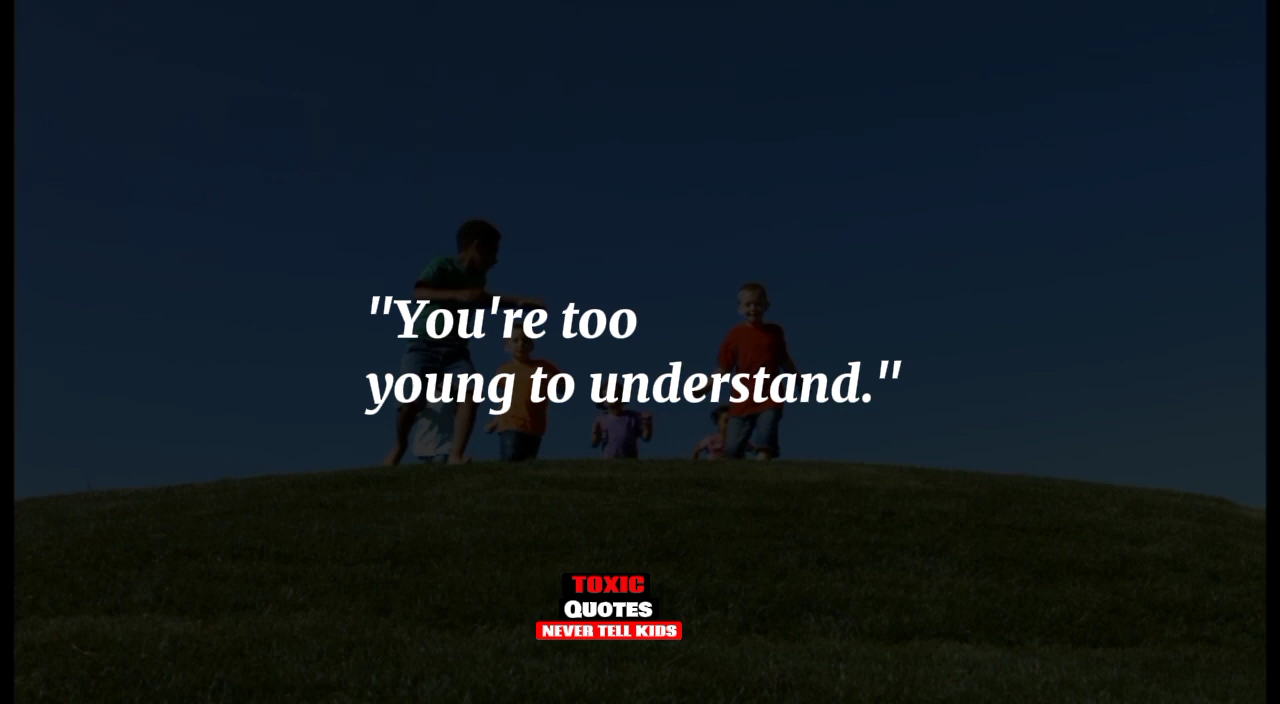 "You're too
young to understand."
TOXIC
QUOTES
NEVER TELL KIDS